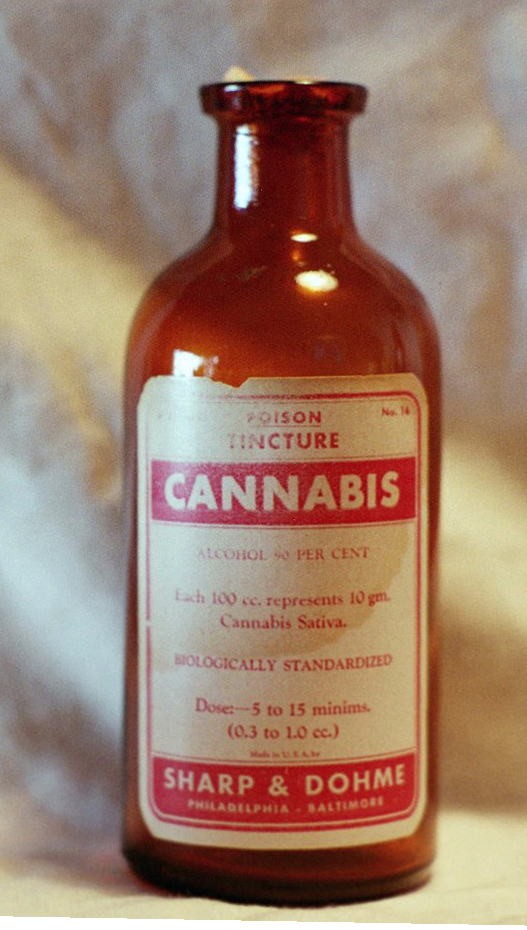 POISON
No. 16
TINCTURE
CANNABIS
ALCOHOL 90 PER CENT
Each 100 cc. represents 10 gm.
Cannabis Sativa.
BIOLOGICALLY STANDARDIZED
Dose:—5 to 15 minims.
(0.3 to 1.0 cc.)
Made in U. S. A. by
SHARP & DOHME
PHILADELPHIA - BALTIMORE